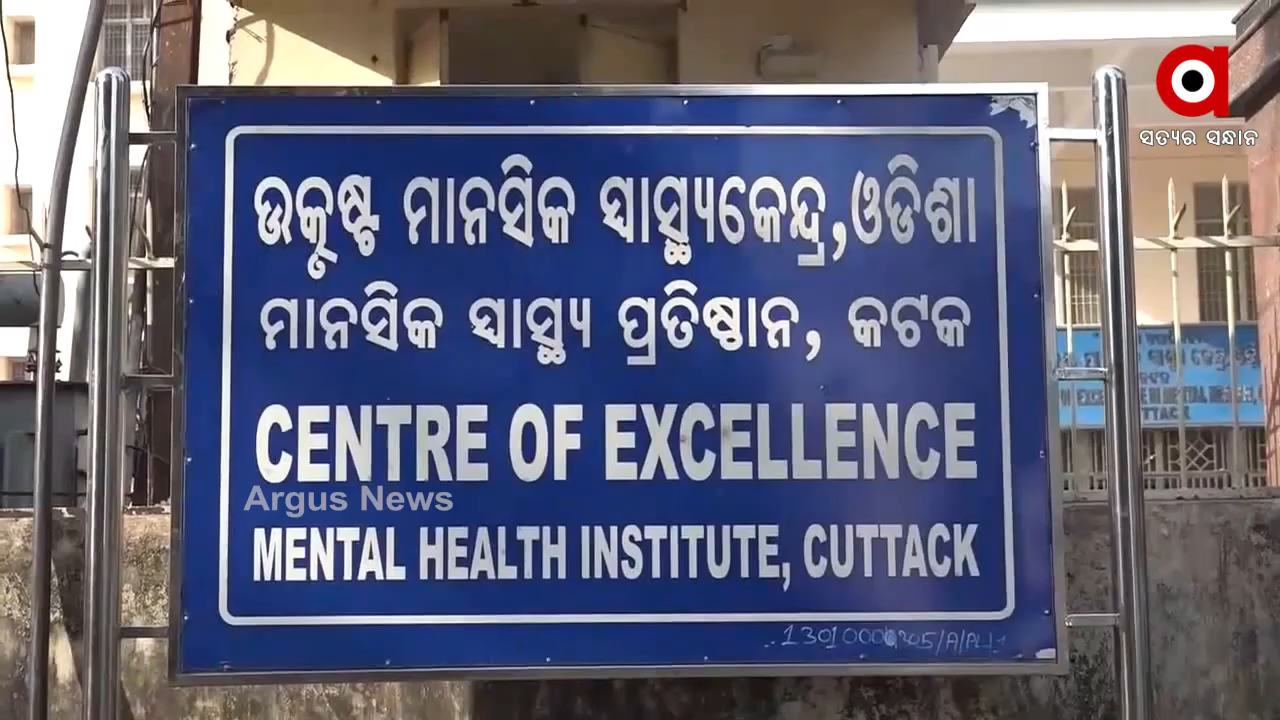 ସତ୍ୟର ସନ୍ଧାନ
ଉତ୍କୃଷ୍ଟ ମାନସିକ ସ୍ୱାସ୍ଥ୍ୟକେନ୍ଦ୍ର,ଓଡିଶା
ମାନସିକ ସ୍ୱାସ୍ଥ୍ୟ ପ୍ରତିଷ୍ଠାନ, କଟକ
CENTRE OF EXCELLENCE
Argus News
MENTAL HEALTH INSTITUTE, CUTTACK
CUTTACK